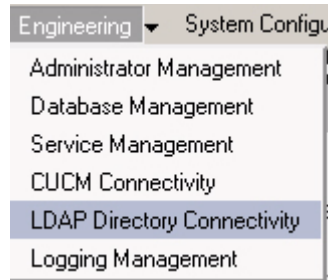 Engineering System Configu
Administrator Management
Database Management
Service Management
CUCM Connectivity
LDAP Directory Connectivity
Logging Management